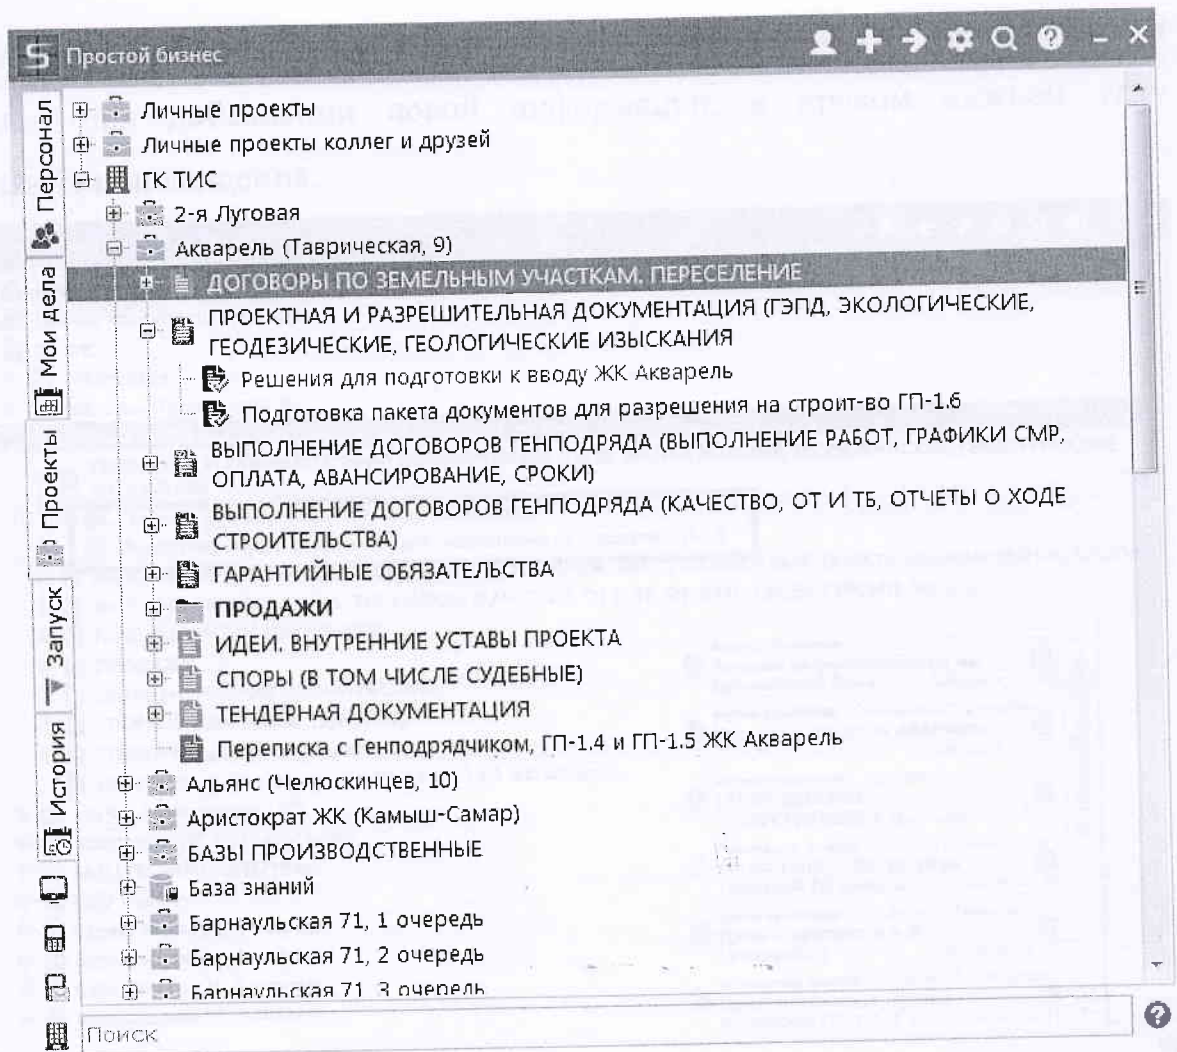 Простой бизнес
Персонал
Мои дела
Проекты
Запуск
История
Личные проекты
Личные проекты коллег и друзей
ГК ТИС
2-я Луговая
Акварель (Таврическая, 9)
ДОГОВОРЫ ПО ЗЕМЕЛЬНЫМ УЧАСТКАМ. ПЕРЕСЕЛЕНИЕ
ПРОЕКТНАЯ И РАЗРЕШИТЕЛЬНАЯ ДОКУМЕНТАЦИЯ (ГЭПД, ЭКОЛОГИЧЕСКИЕ,
ГЕОДЕЗИЧЕСКИЕ, ГЕОЛОГИЧЕСКИЕ ИЗЫСКАНИЯ
Решения для подготовки к вводу ЖК Акварель
Подготовка пакета документов для разрешения на строит-во ГП-1.6
ВЫПОЛНЕНИЕ ДОГОВОРОВ ГЕНПОДРЯДА (ВЫПОЛНЕНИЕ РАБОТ, ГРАФИКИ СМР,
ОПЛАТА, АВАНСИРОВАНИЕ, СРОКИ)
ВЫПОЛНЕНИЕ ДОГОВОРОВ ГЕНПОДРЯДА (КАЧЕСТВО, ОТ И ТБ, ОТЧЕТЫ О ХОДЕ
СТРОИТЕЛЬСТВА)
ГАРАНТИЙНЫЕ ОБЯЗАТЕЛЬСТВА
ПРОДАЖИ
ИДЕИ. ВНУТРЕННИЕ УСТАВЫ ПРОЕКТА
СПОРЫ (В ТОМ ЧИСЛЕ СУДЕБНЫЕ)
ТЕНДЕРНАЯ ДОКУМЕНТАЦИЯ
Переписка с Генподрядчиком, ГП-1.4 и ГП-1.5 ЖК Акварель
Альянс (Челюскинцев, 10)
Аристократ ЖК (Камыш-Самар)
БАЗЫ ПРОИЗВОДСТВЕННЫЕ
База знаний
Барнаульская 71, 1 очередь
Барнаульская 71, 2 очередь
Барнаульская 71 3 очередь
Поиск